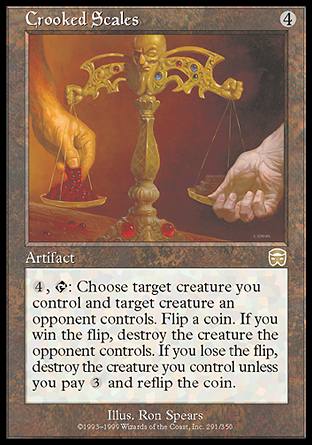 Crooked Scales 4
Artifact
4, T: Choose target creature you
control and target creature an
opponent controls. Flip a coin. If you
win the flip, destroy the creature the
opponent controls. If you lose the flip,
destroy the creature you control unless
you pay 3 and reflip the coin.
Illus. Ron Spears
©1993–1999 Wizards of the Coast, Inc. 291/350